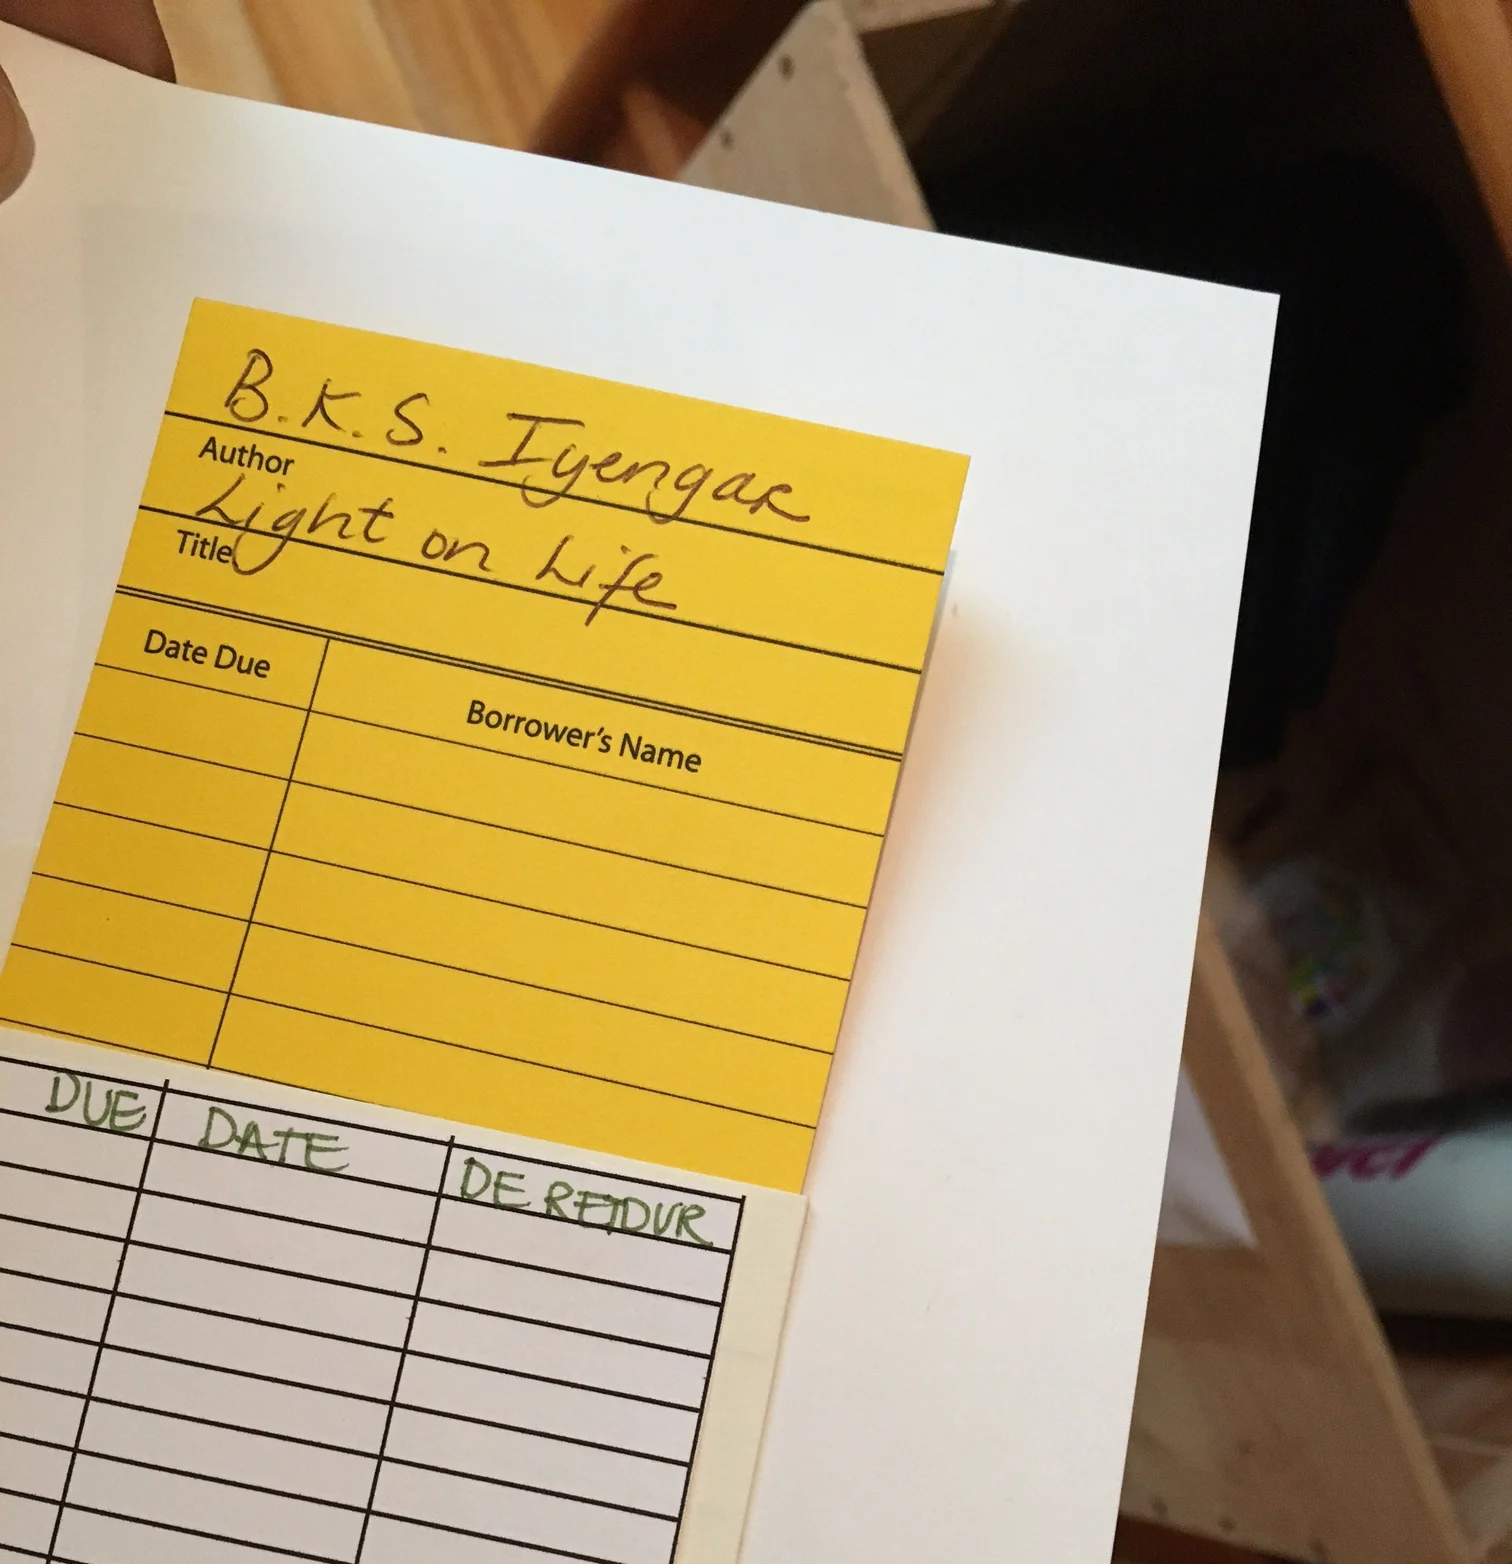 B.K.S. Iyengar
Author
Light on Life
Title
Date Due
Borrower's Name
DUE DATE DE RETOUR